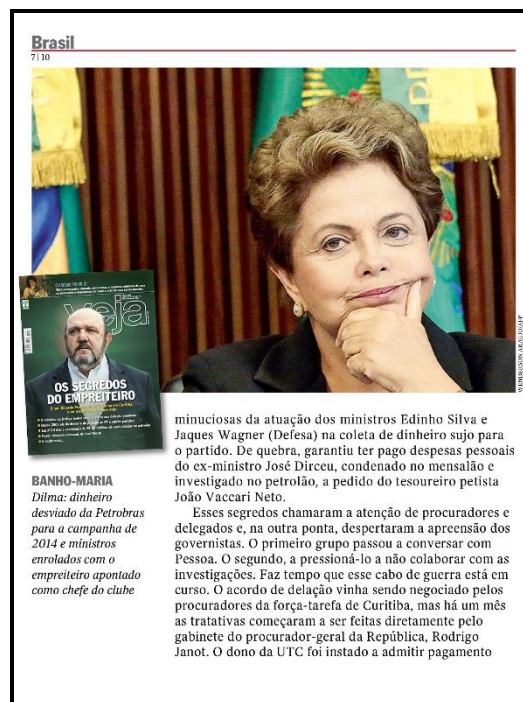 Brasil
7|10
veja
OS SEGREDOS
DO EMPREITEIRO
minuciosas da atuação dos ministros Edinho Silva e
Jaques Wagner (Defesa) na coleta de dinheiro sujo para
o partido. De quebra, garantiu ter pago despesas pessoais
do ex-ministro José Dirceu, condenado no mensalão e
investigado no petrolão, a pedido do tesoureiro petista
João Vaccari Neto.
Esses segredos chamaram a atenção de procuradores e
delegados e, na outra ponta, despertaram a apreensão dos
governistas. O primeiro grupo passou a conversar com
Pessoa. O segundo, a pressioná-lo a não colaborar com as
investigações. Faz tempo que esse cabo de guerra está em
curso. O acordo de delação vinha sendo negociado pelos
procuradores da força-tarefa de Curitiba, mas há um mês
as tratativas começaram a ser feitas diretamente pelo
gabinete do procurador-geral da República, Rodrigo
Janot. O dono da UTC foi instado a admitir pagamento
BANHO-MARIA
Dilma: dinheiro
desviado da Petrobras
para a campanha de
2014 e ministros
enrolados com o
empreiteiro apontado
como chefe do clube